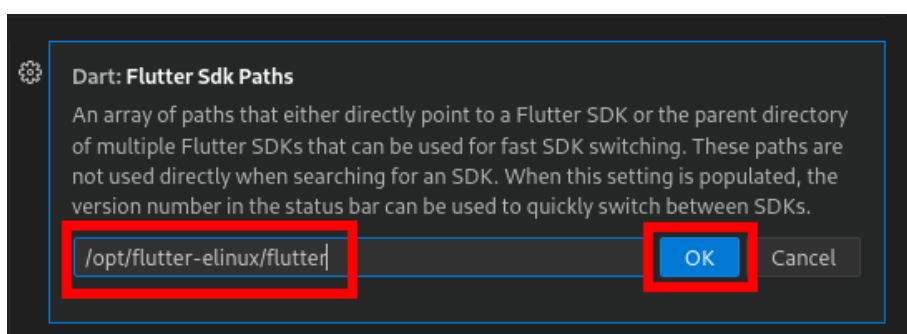 Dart: Flutter Sdk Paths
An array of paths that either directly point to a Flutter SDK or the parent directory
of multiple Flutter SDKs that can be used for fast SDK switching. These paths are
not used directly when searching for an SDK. When this setting is populated, the
version number in the status bar can be used to quickly switch between SDKs.
/opt/flutter-elinux/flutter OK Cancel